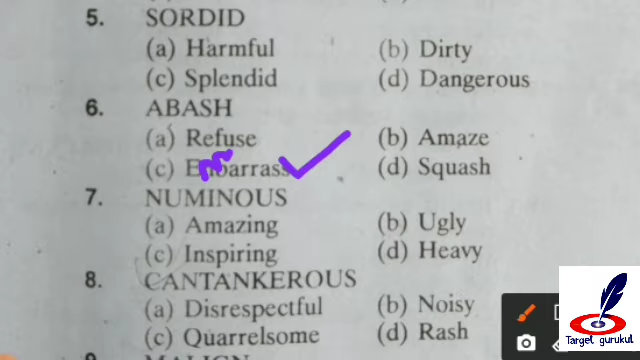 5. SORDID
(a) Harmful (b) Dirty
(c) Splendid (d) Dangerous
6. ABASH
(a) Refuse (b) Amaze
(c) Embarrass (d) Squash
7. NUMINOUS
(a) Amazing (b) Ugly
(c) Inspiring (d) Heavy
8. CANTANKEROUS
(a) Disrespectful (b) Noisy
(c) Quarrelsome (d) Rash
Target gurukul